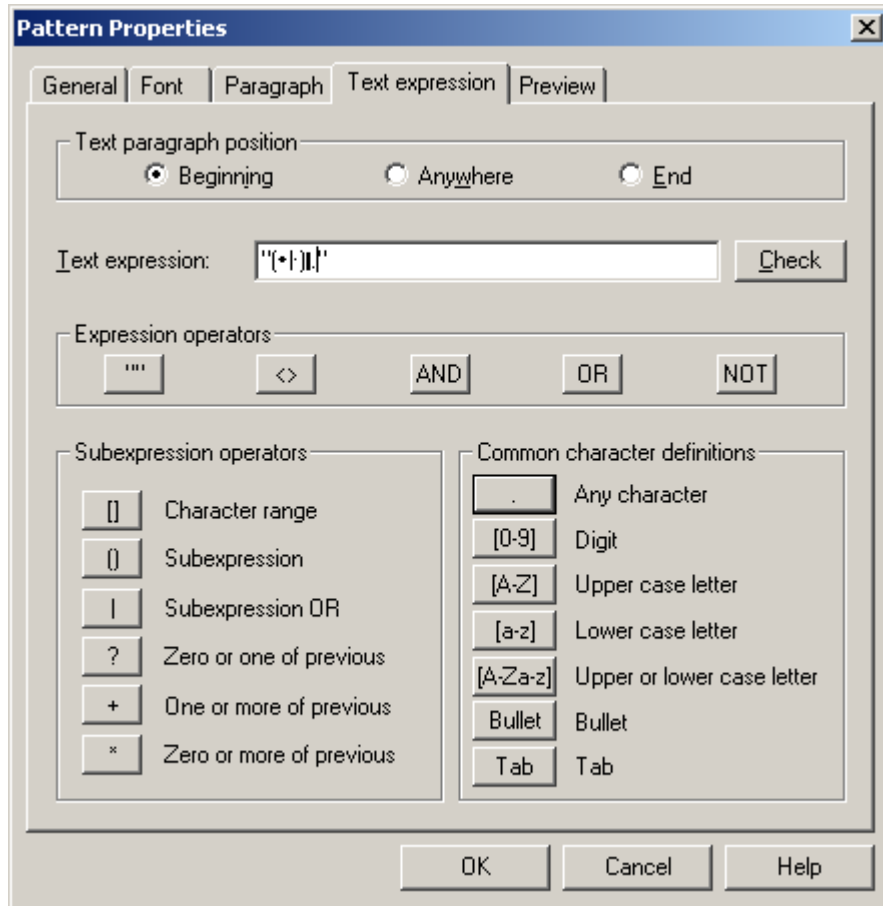 Pattern Properties
General Font Paragraph Text expression Preview
Text paragraph position
Beginning Anywhere End
Text expression: "(•|·)▌." Check
Expression operators
"" <> AND OR NOT
Subexpression operators
[] Character range
() Subexpression
| Subexpression OR
? Zero or one of previous
+ One or more of previous
* Zero or more of previous
Common character definitions
. Any character
[0-9] Digit
[A-Z] Upper case letter
[a-z] Lower case letter
[A-Za-z] Upper or lower case letter
Bullet Bullet
Tab Tab
OK Cancel Help